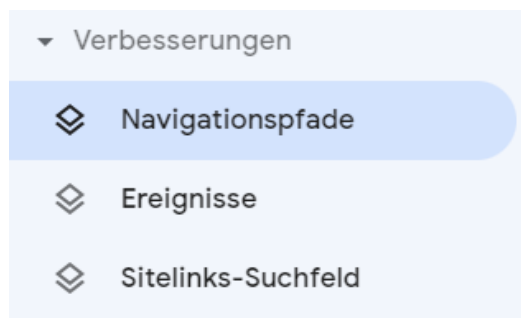 Verbesserungen
Navigationspfade
Ereignisse
Sitelinks-Suchfeld